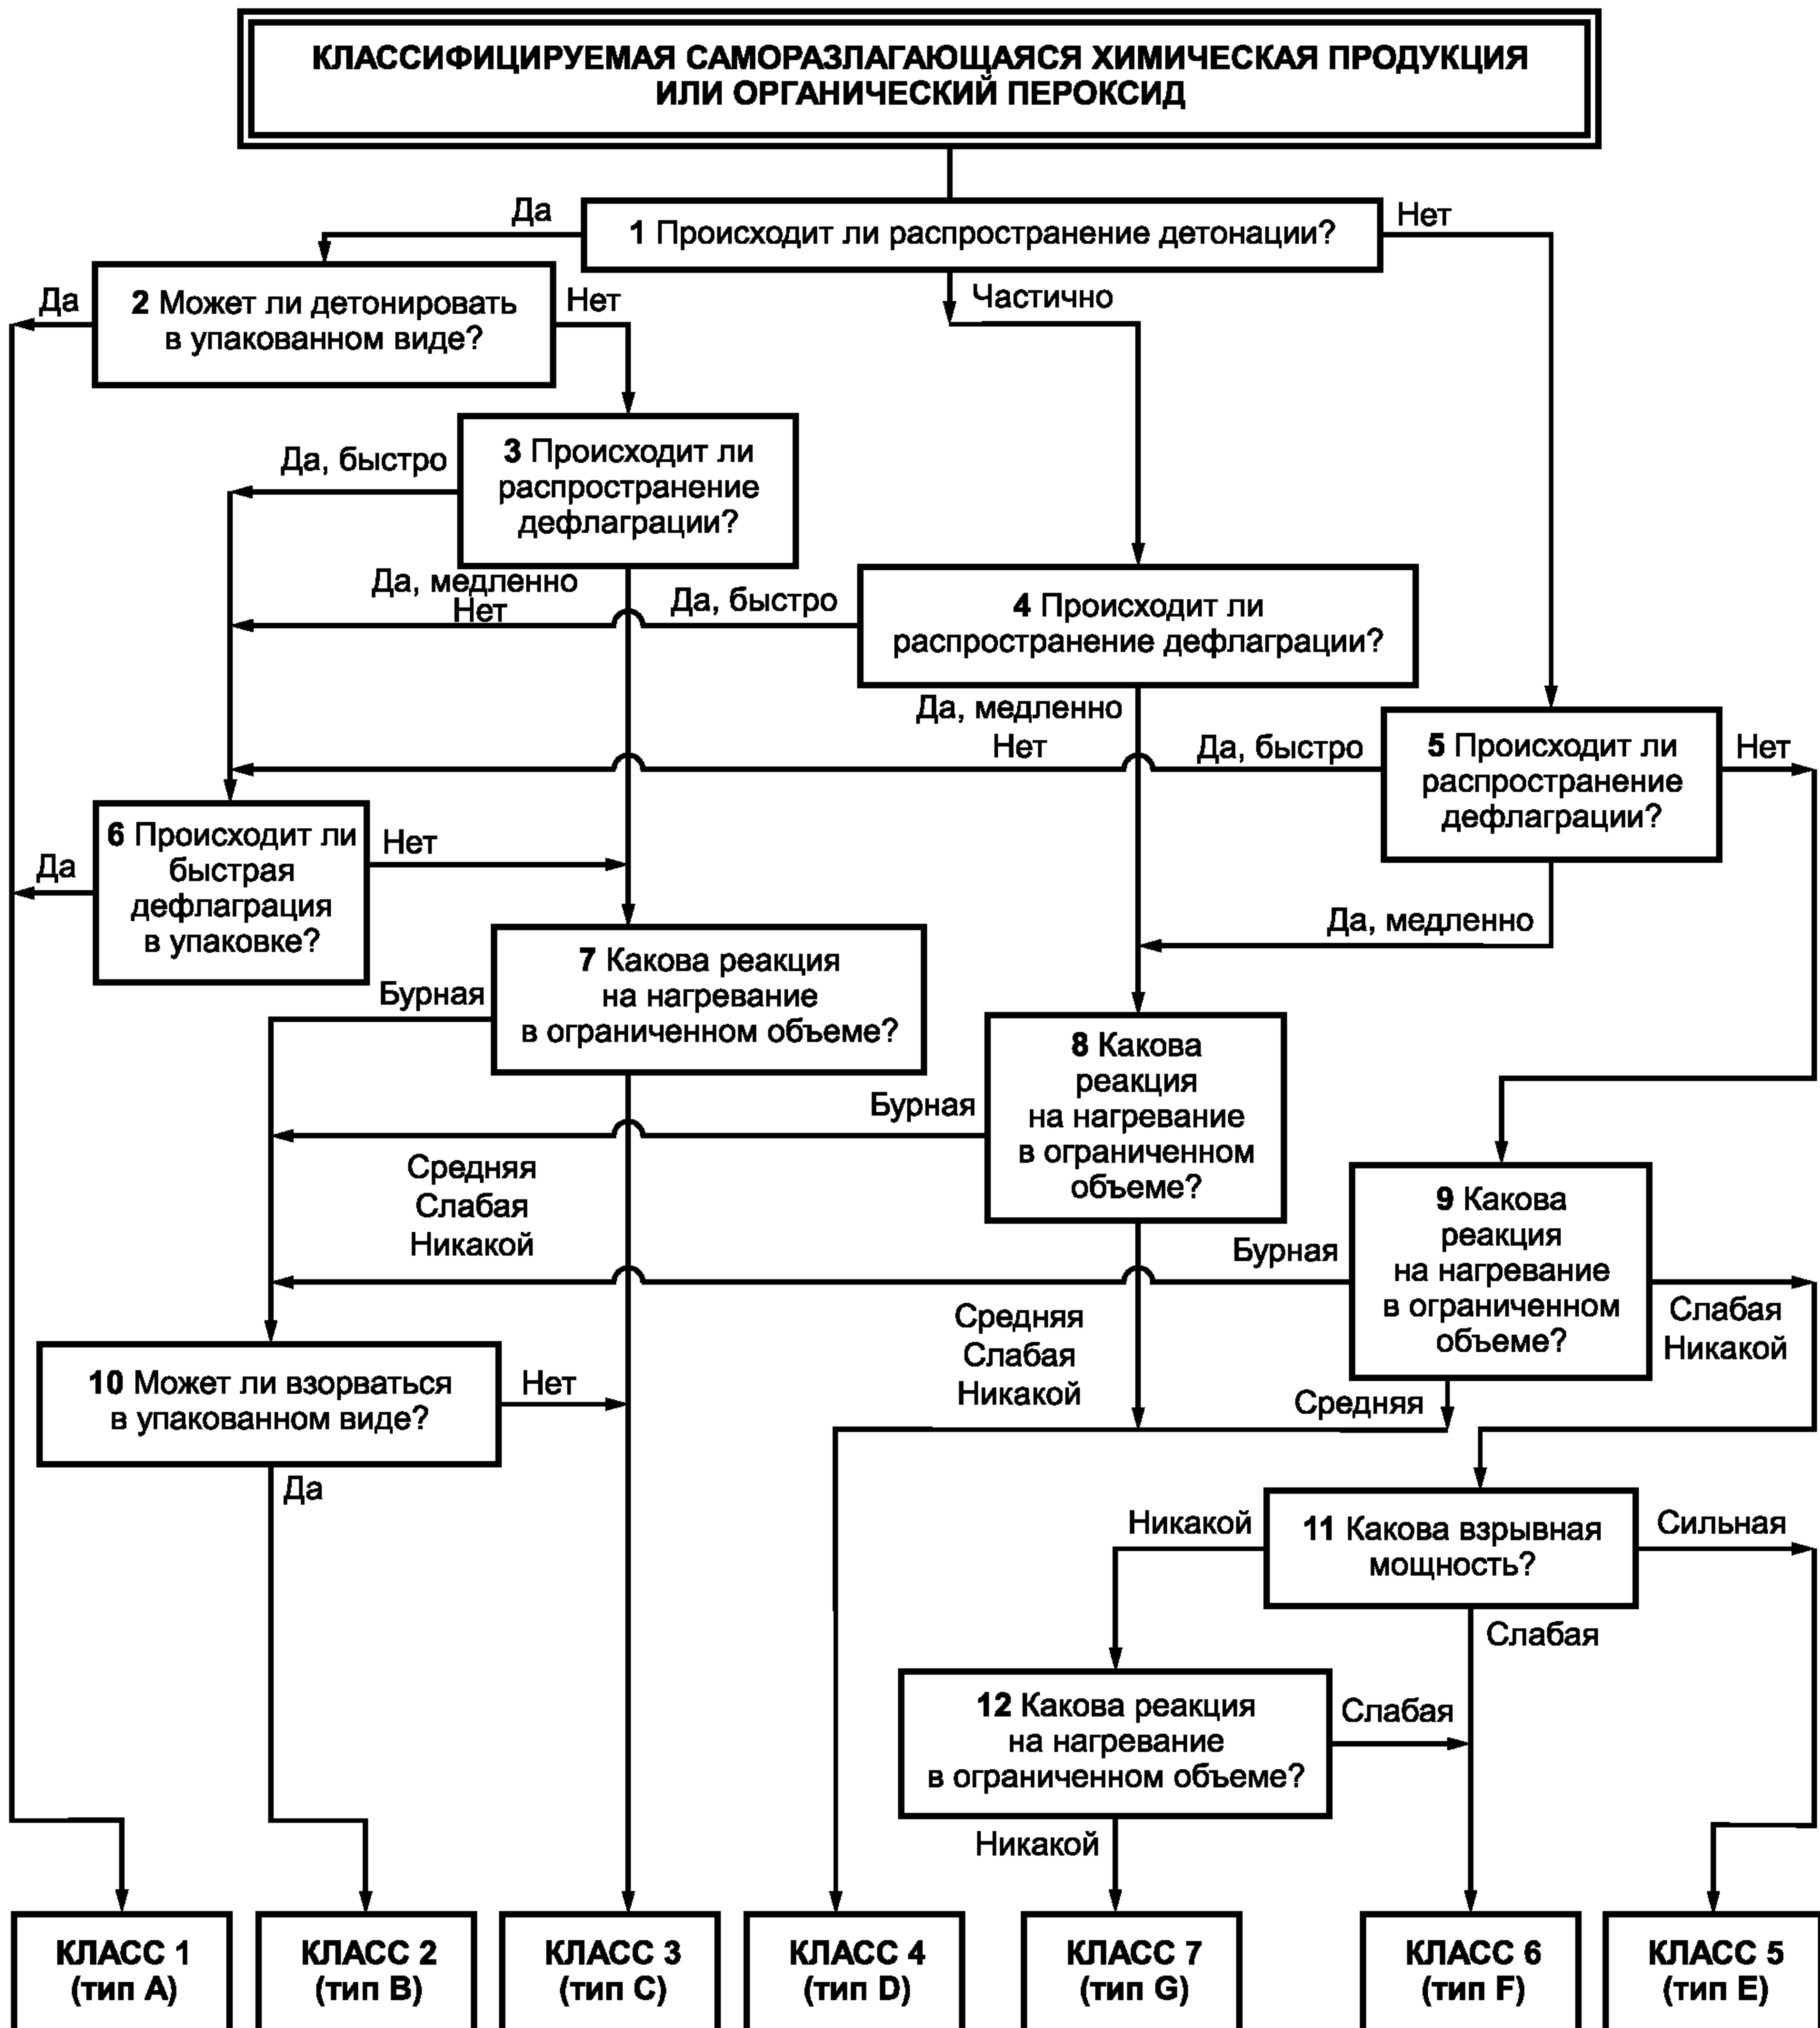 КЛАССИФИЦИРУЕМАЯ САМОРАЗЛАГАЮЩАЯСЯ ХИМИЧЕСКАЯ ПРОДУКЦИЯ
ИЛИ ОРГАНИЧЕСКИЙ ПЕРОКСИД
Да
1 Происходит ли распространение детонации?
Нет
Частично
Да
2 Может ли детонировать
в упакованном виде?
Нет
Да, быстро
3 Происходит ли
распространение
дефлаграции?
Да, медленно
Нет
Да, быстро
4 Происходит ли
распространение дефлаграции?
Да, медленно
Нет
Да, быстро
5 Происходит ли
распространение
дефлаграции?
Нет
Да, медленно
Да
6 Происходит ли
быстрая
дефлаграция
в упаковке?
Нет
Бурная
7 Какова реакция
на нагревание
в ограниченном объеме?
Средняя
Слабая
Никакой
Бурная
8 Какова
реакция
на нагревание
в ограниченном
объеме?
Средняя
Слабая
Никакой
Бурная
9 Какова
реакция
на нагревание
в ограниченном
объеме?
Слабая
Никакой
Средняя
10 Может ли взорваться
в упакованном виде?
Нет
Да
Никакой
11 Какова взрывная
мощность?
Сильная
Слабая
12 Какова реакция
на нагревание
в ограниченном объеме?
Слабая
Никакой
КЛАСС 1
(тип A)
КЛАСС 2
(тип B)
КЛАСС 3
(тип C)
КЛАСС 4
(тип D)
КЛАСС 7
(тип G)
КЛАСС 6
(тип F)
КЛАСС 5
(тип E)